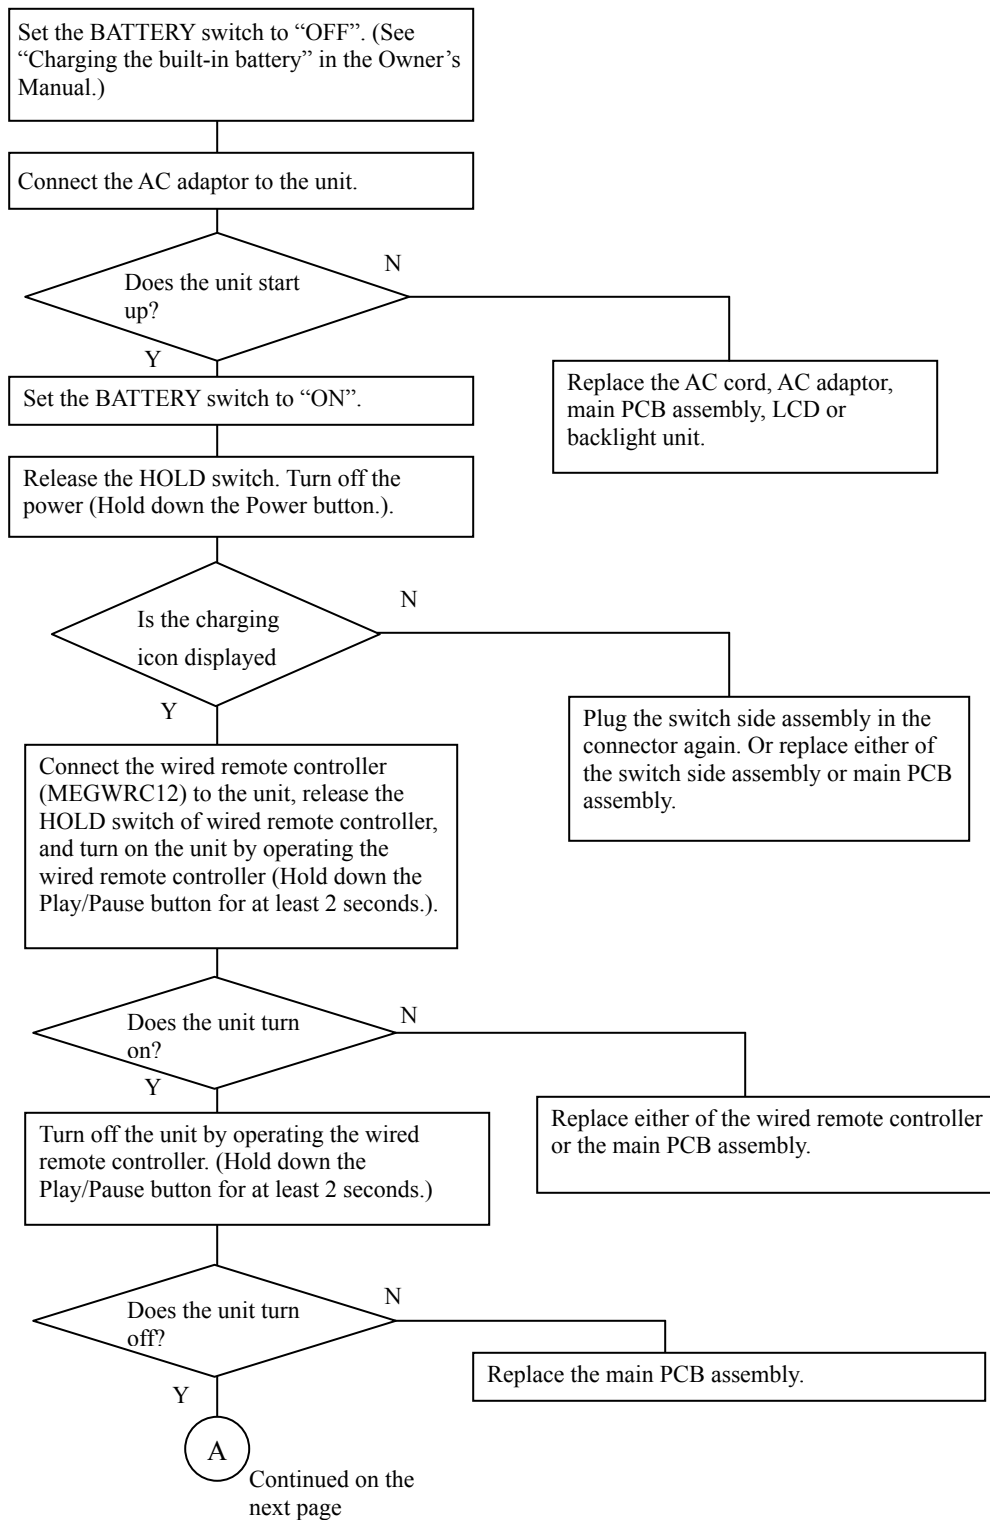 Set the BATTERY switch to “OFF”. (See
“Charging the built-in battery” in the Owner’s
Manual.)
Connect the AC adaptor to the unit.
Does the unit start
up?
N
Y
Replace the AC cord, AC adaptor,
main PCB assembly, LCD or
backlight unit.
Set the BATTERY switch to “ON”.
Release the HOLD switch. Turn off the
power (Hold down the Power button.).
Is the charging
icon displayed
N
Y
Plug the switch side assembly in the
connector again. Or replace either of
the switch side assembly or main PCB
assembly.
Connect the wired remote controller
(MEGWRC12) to the unit, release the
HOLD switch of wired remote controller,
and turn on the unit by operating the
wired remote controller (Hold down the
Play/Pause button for at least 2 seconds.).
Does the unit turn
on?
N
Y
Replace either of the wired remote controller
or the main PCB assembly.
Turn off the unit by operating the wired
remote controller. (Hold down the
Play/Pause button for at least 2 seconds.)
Does the unit turn
off?
N
Y
Replace the main PCB assembly.
A
Continued on the
next page